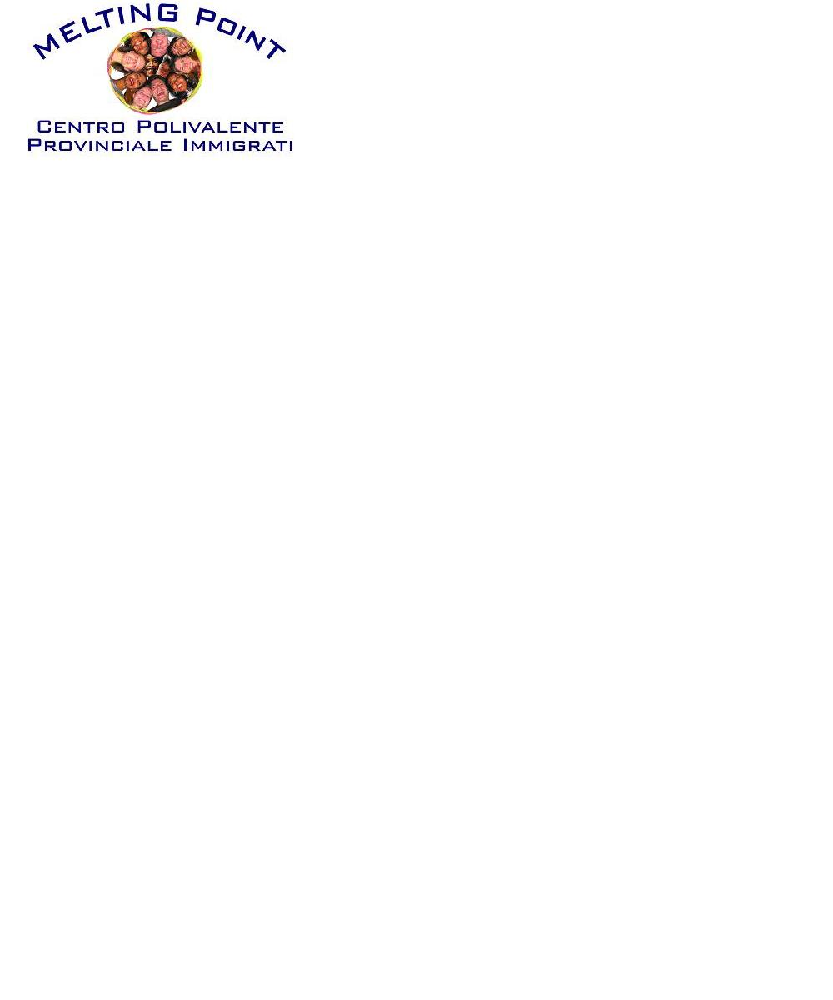 MELTING POINT
CENTRO POLIVALENTE
PROVINCIALE IMMIGRATI